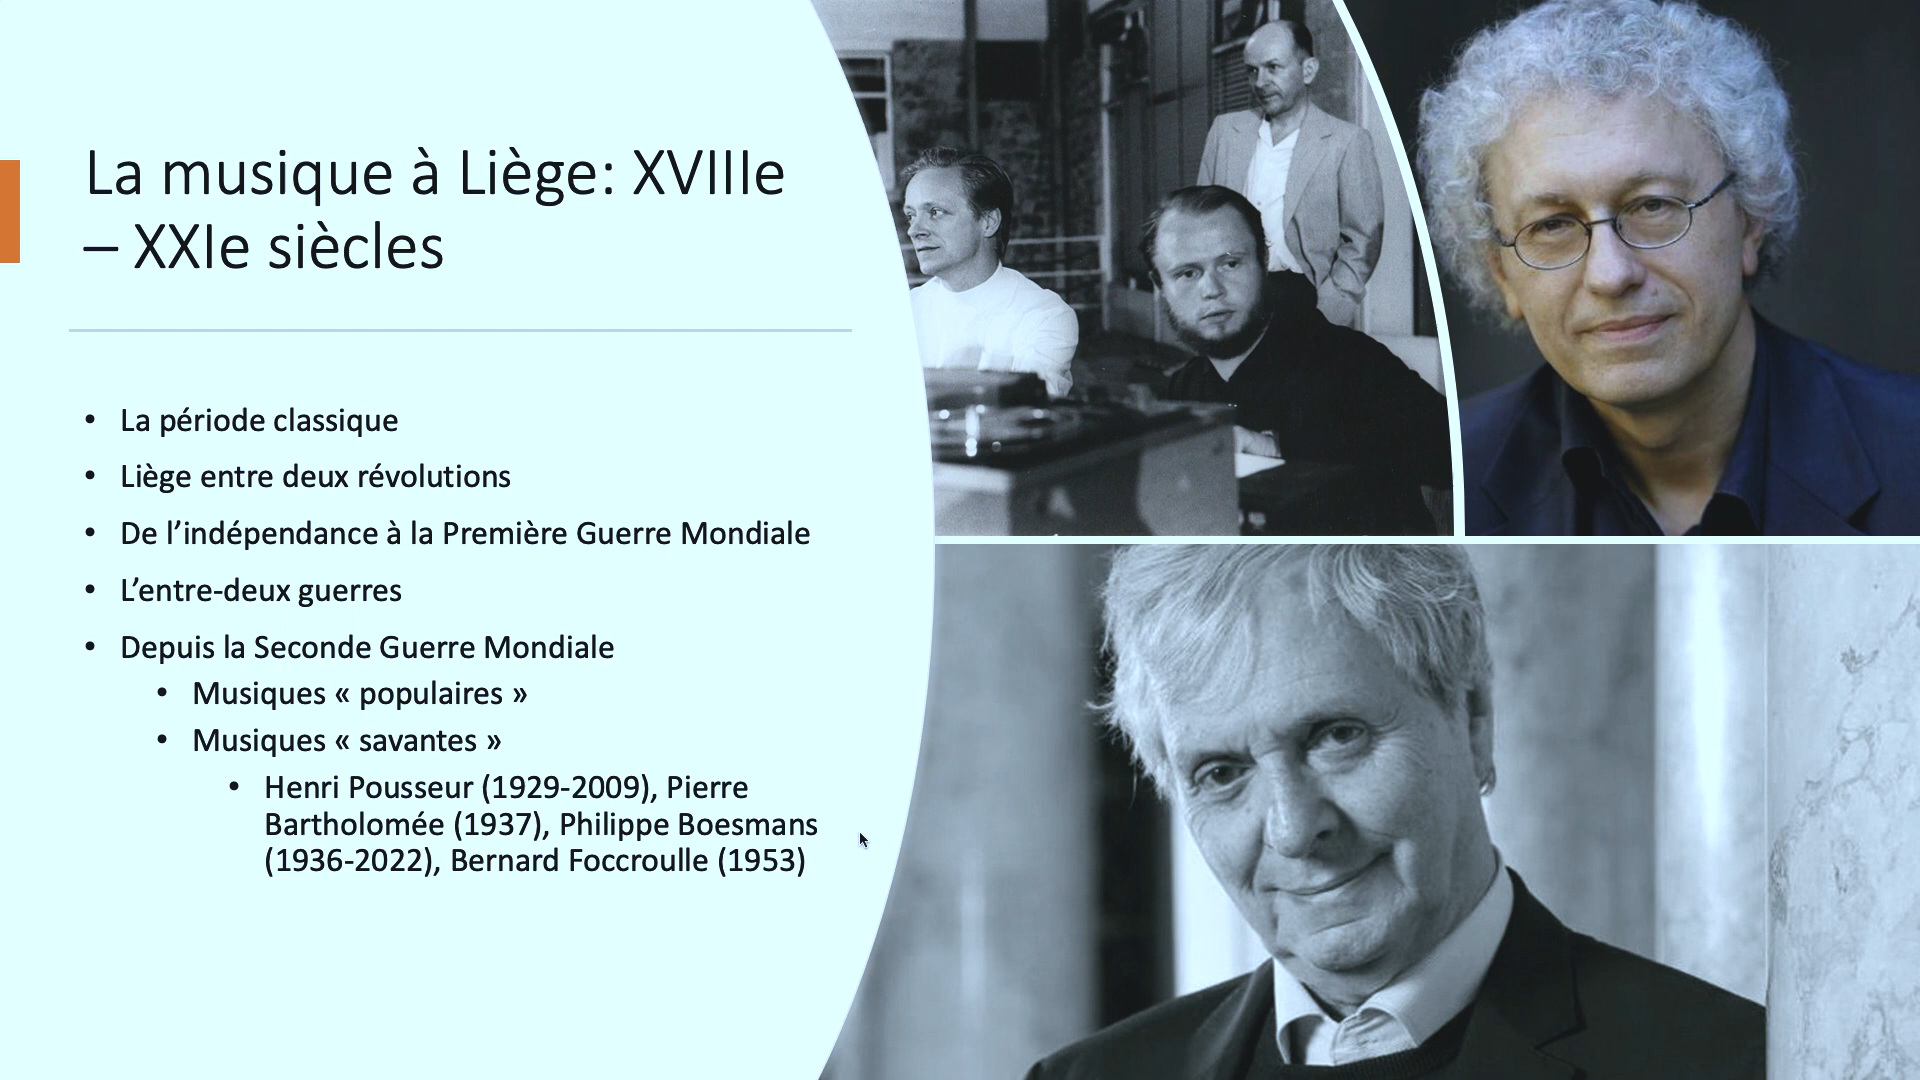 La musique à Liège: XVIIIe
– XXIe siècles
• La période classique
• Liège entre deux révolutions
• De l’indépendance à la Première Guerre Mondiale
• L’entre-deux guerres
• Depuis la Seconde Guerre Mondiale
• Musiques « populaires »
• Musiques « savantes »
• Henri Pousseur (1929-2009), Pierre
Bartholomée (1937), Philippe Boesmans
(1936-2022), Bernard Foccroulle (1953)